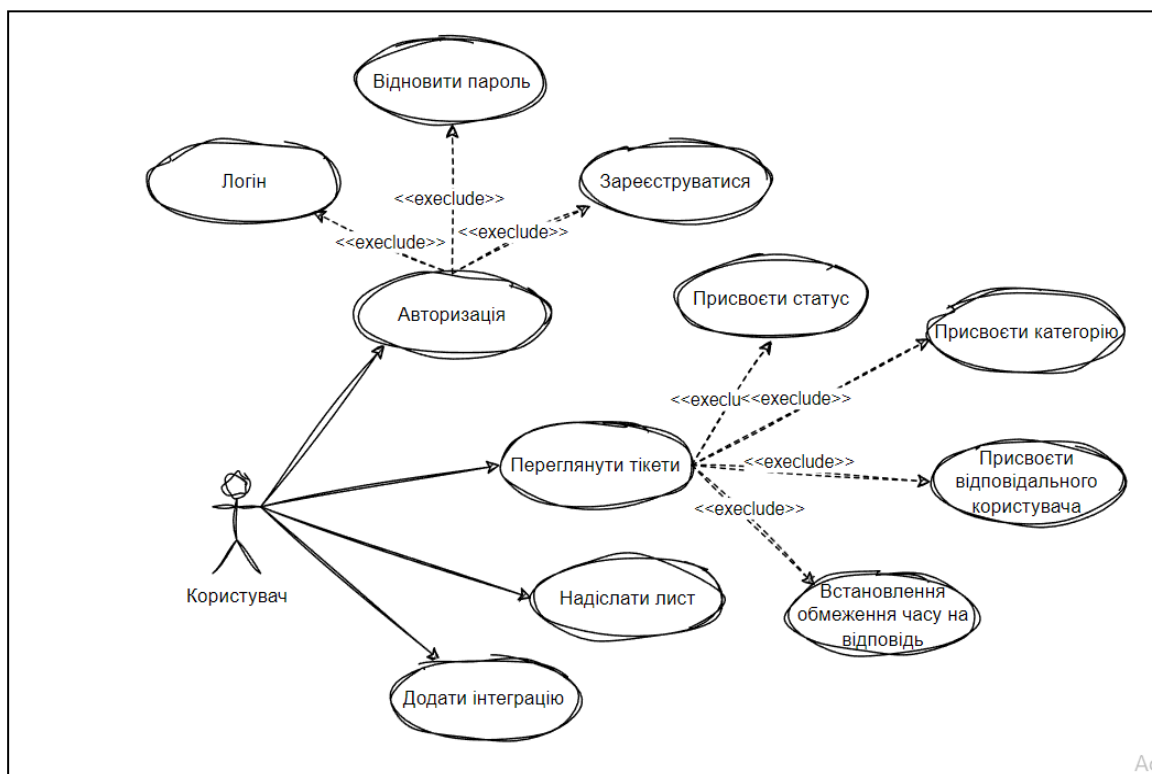 Відновити пароль
Логін
Зареєструватися
<<execlude>>
<<execlude>>
<<execlude>>
Авторизація
Присвоєти статус
Присвоєти категорію
<<execlu
<<execlude>>
Переглянути тікети
<<execlude>>
Присвоєти
відповідального
користувача
<<execlude>>
Користувач
Надіслати лист
Встановлення
обмеження часу на
відповідь
Додати інтеграцію